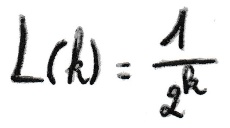 L(k) = 1/2^k